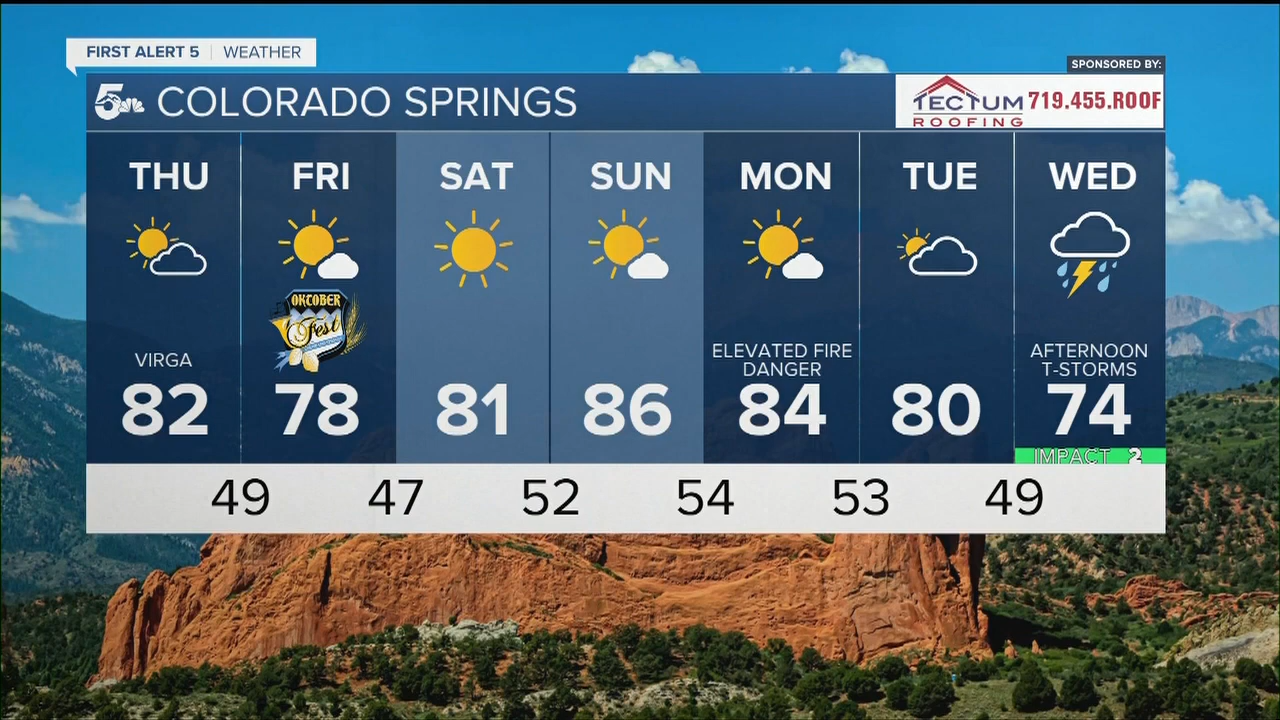 FIRST ALERT 5 | WEATHER
SPONSORED BY:
5 COLORADO SPRINGS
TECTUM 719.455.ROOF
ROOFING
THU FRI SAT SUN MON TUE WED
OKTOBER
Fest
VIRGA
ELEVATED FIRE
DANGER
AFTERNOON
T-STORMS
82 78 81 86 84 80 74
IMPACT 2
49 47 52 54 53 49